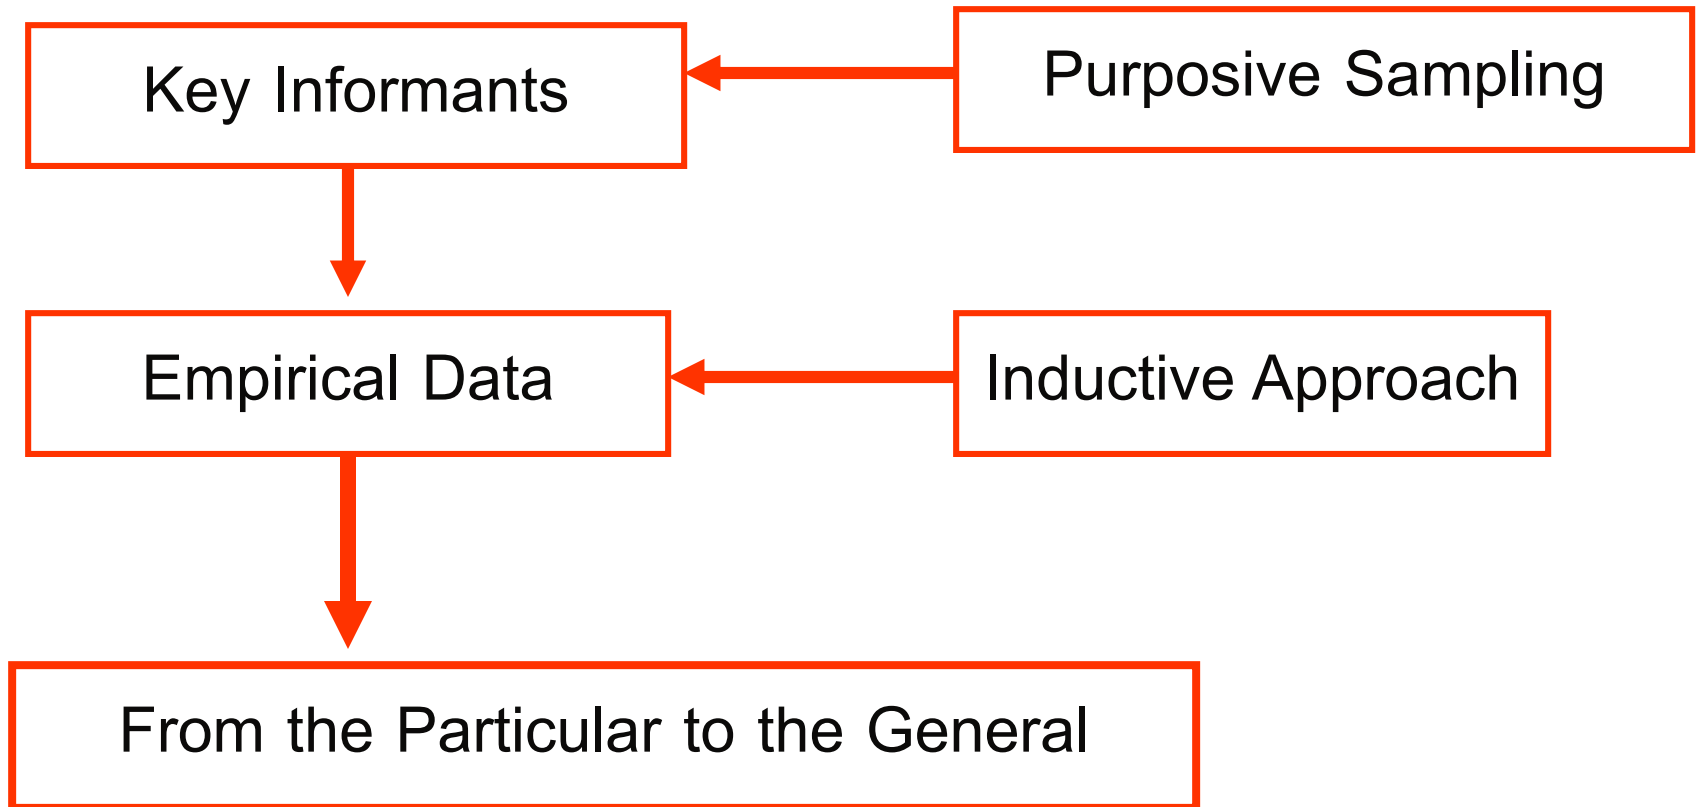 Key Informants
Purposive Sampling
Empirical Data
Inductive Approach
From the Particular to the General